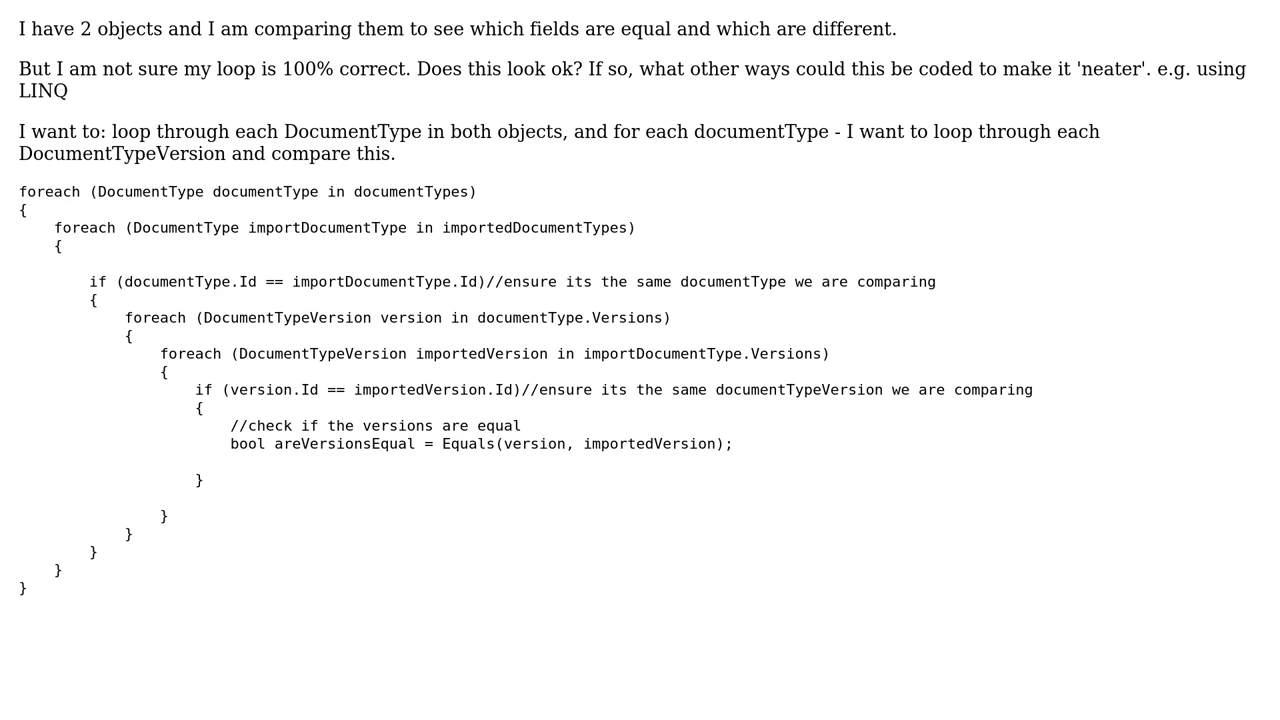 I have 2 objects and I am comparing them to see which fields are equal and which are different.
But I am not sure my loop is 100% correct. Does this look ok? If so, what other ways could this be coded to make it 'neater'. e.g. using
LINQ
I want to: loop through each DocumentType in both objects, and for each documentType - I want to loop through each
DocumentTypeVersion and compare this.
foreach (DocumentType documentType in documentTypes)
{
    foreach (DocumentType importDocumentType in importedDocumentTypes)
    {
        if (documentType.Id == importDocumentType.Id)//ensure its the same documentType we are comparing
        {
            foreach (DocumentTypeVersion version in documentType.Versions)
            {
                foreach (DocumentTypeVersion importedVersion in importDocumentType.Versions)
                {
                    if (version.Id == importedVersion.Id)//ensure its the same documentTypeVersion we are comparing
                    {
                        //check if the versions are equal
                        bool areVersionsEqual = Equals(version, importedVersion);
                    }
                }
            }
        }
    }
}